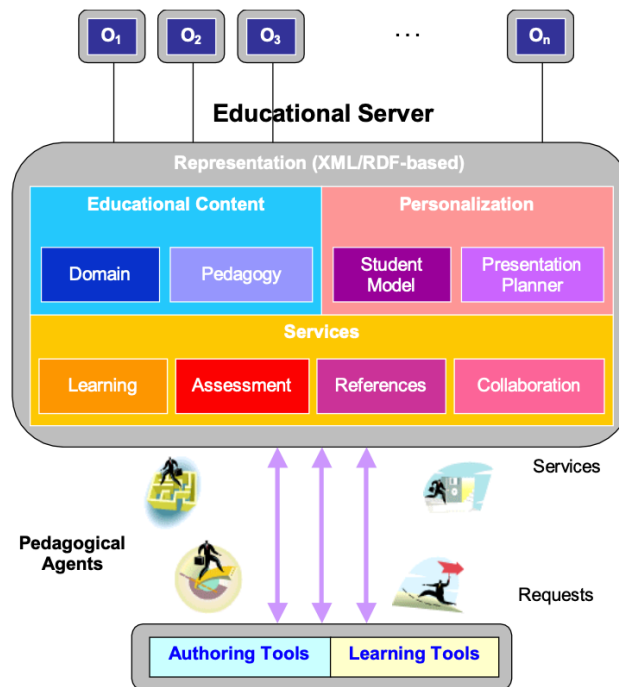 O1 O2 O3 ... On
Educational Server
Representation (XML/RDF-based)
Educational Content Personalization
Domain Pedagogy Student Model Presentation Planner
Services
Learning Assessment References Collaboration
Services
Pedagogical Agents
Requests
Authoring Tools Learning Tools